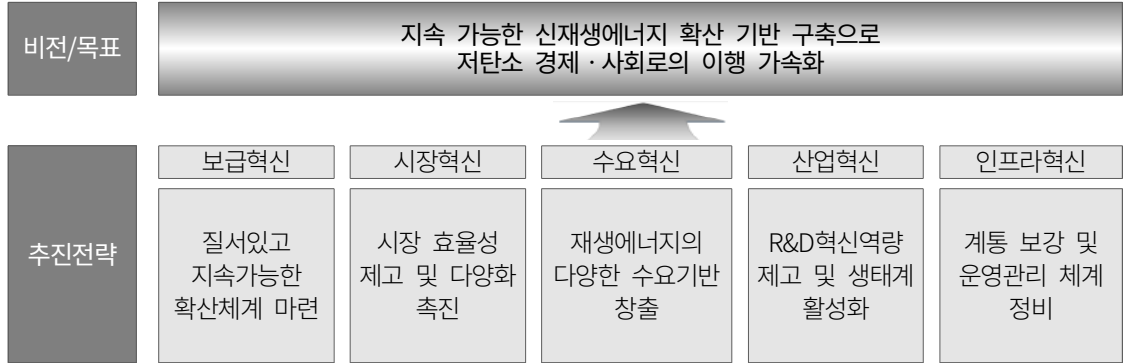 비전/목표
지속 가능한 신재생에너지 확산 기반 구축으로
저탄소 경제·사회로의 이행 가속화
추진전략
보급혁신
시장혁신
수요혁신
산업혁신
인프라혁신
질서있고
지속가능한
확산체계 마련
시장 효율성
제고 및 다양화
촉진
재생에너지의
다양한 수요기반
창출
R&D혁신역량
제고 및 생태계
활성화
계통 보강 및
운영관리 체계
정비